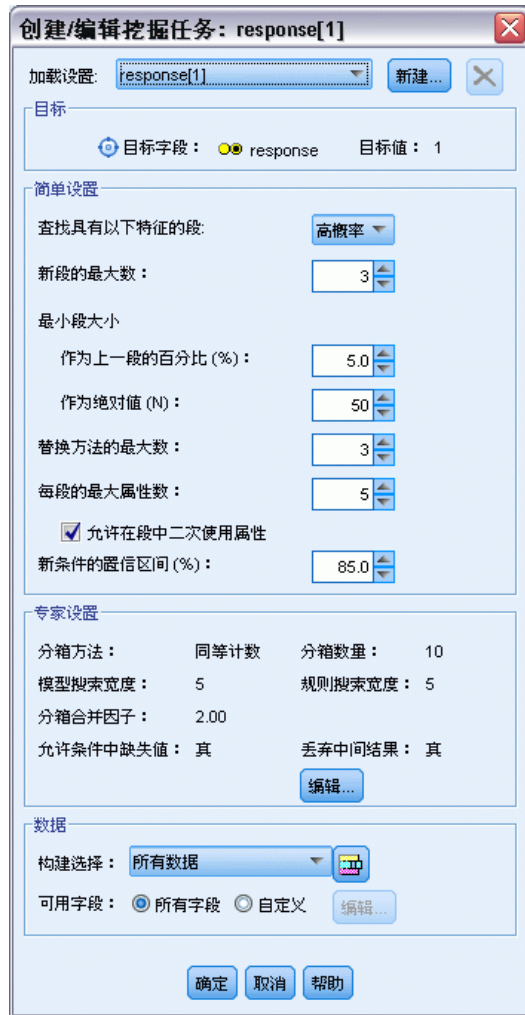 创建/编辑挖掘任务：response[1]
加载设置: response[1] 新建...
目标
目标字段： response 目标值： 1
简单设置
查找具有以下特征的段: 高概率
新段的最大数： 3
最小段大小
作为上一段的百分比(%)： 5.0
作为绝对值(N)： 50
替换方法的最大数： 3
每段的最大属性数： 5
允许在段中二次使用属性
新条件的置信区间(%)： 85.0
专家设置
分箱方法： 同等计数 分箱数量： 10
模型搜索宽度： 5 规则搜索宽度： 5
分箱合并因子： 2.00
允许条件中缺失值： 真 丢弃中间结果： 真
编辑...
数据
构建选择： 所有数据
可用字段： 所有字段 自定义 编辑...
确定 取消 帮助